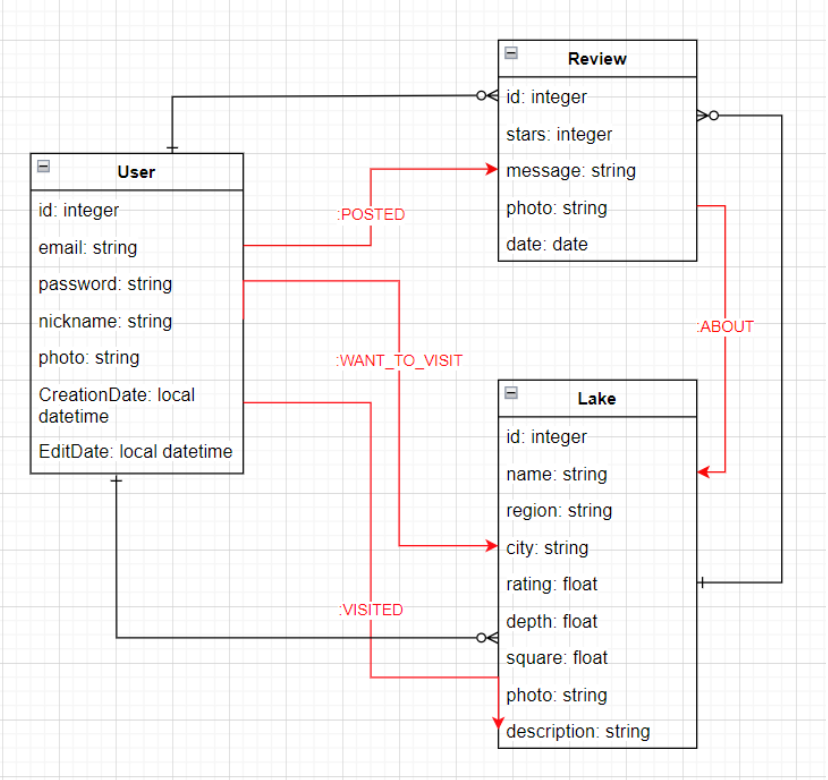 Review
id: integer
stars: integer
message: string
photo: string
date: date
User
id: integer
email: string
password: string
nickname: string
photo: string
CreationDate: local
datetime
EditDate: local datetime
:POSTED
:WANT_TO_VISIT
:VISITED
:ABOUT
Lake
id: integer
name: string
region: string
city: string
rating: float
depth: float
square: float
photo: string
description: string